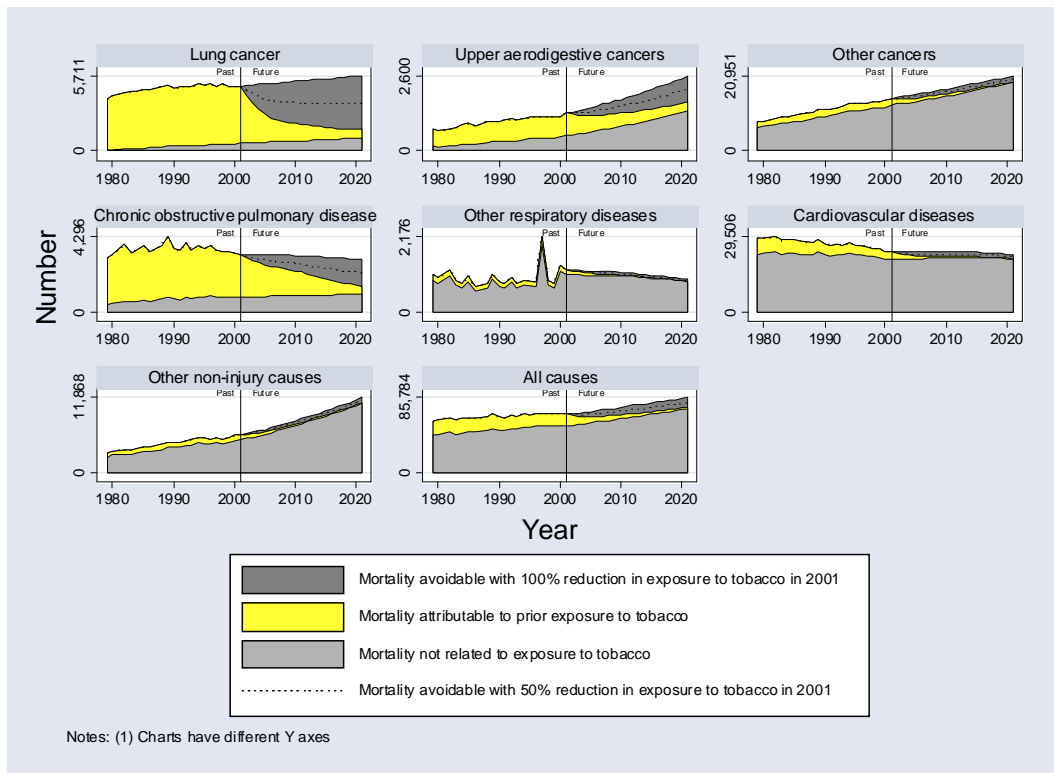 Lung cancer
Past Future
5,711
0
1980 1990 2000 2010 2020
Upper aerodigestive cancers
Past Future
2,600
0
1980 1990 2000 2010 2020
Other cancers
Past Future
20,951
0
1980 1990 2000 2010 2020
Chronic obstructive pulmonary disease
Past Future
4,296
0
1980 1990 2000 2010 2020
Other respiratory diseases
Past Future
2,176
0
1980 1990 2000 2010 2020
Cardiovascular diseases
Past Future
0
1980 1990 2000 2010 2020
Other non-injury causes
Past Future
11,868
0
1980 1990 2000 2010 2020
All causes
Past Future
85,784
0
1980 1990 2000 2010 2020
Number
Year
Mortality avoidable with 100% reduction in exposure to tobacco in 2001
Mortality attributable to prior exposure to tobacco
Mortality not related to exposure to tobacco
Mortality avoidable with 50% reduction in exposure to tobacco in 2001
Notes: (1) Charts have different Y axes